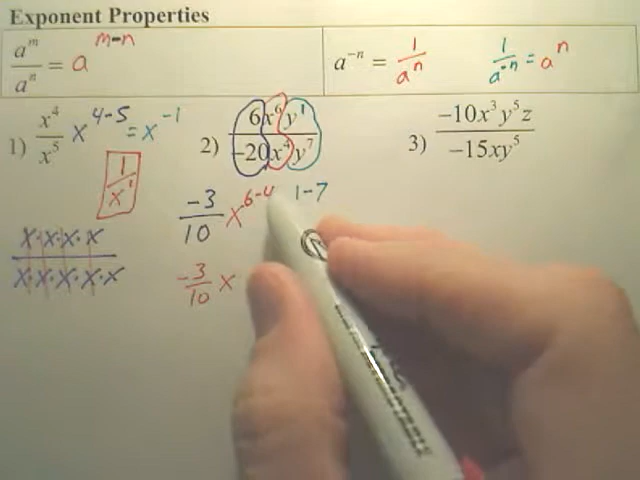 Exponent Properties
a^m / a^n = a^(m-n)
a^(-n) = 1 / a^n    1 / a^(-n) = a^n
1) x^4 / x^5    x^(4-5) = x^(-1)
1 / x^1
x·x·x·x / x·x·x·x·x
2) 6x^6y^1 / -20x^4y^7
-3/10 x^(6-4)    1-7
-3/10 x
3) -10x^3y^5z / -15xy^5